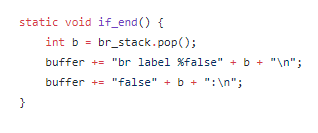 static void if_end() {
    int b = br_stack.pop();
    buffer += "br label %false" + b + "\n";
    buffer += "false" + b + ":\n";
}